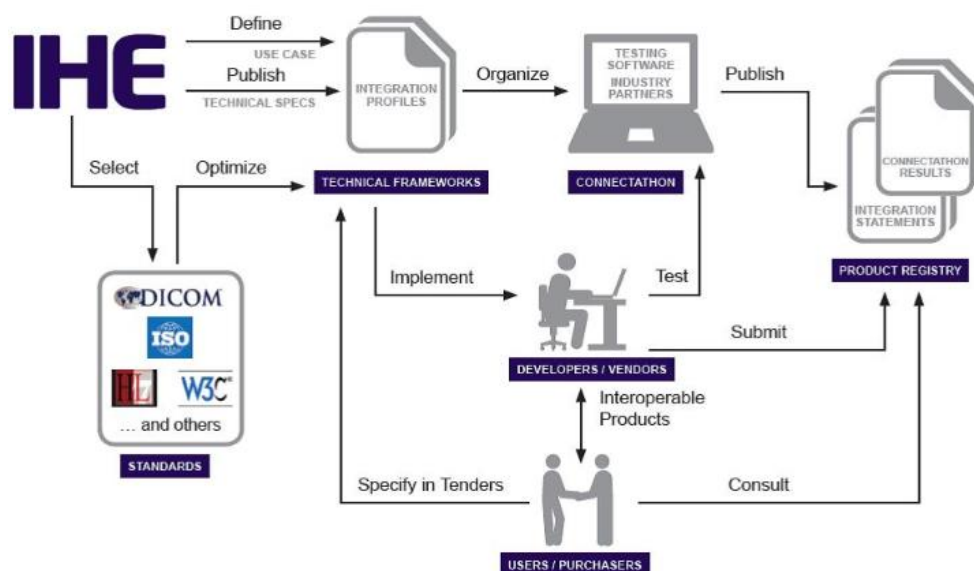 IHE
Define
USE CASE
Publish
TECHNICAL SPECS
INTEGRATION
PROFILES
Organize
TESTING
SOFTWARE
INDUSTRY
PARTNERS
Publish
CONNECTATHON
RESULTS
INTEGRATION
STATEMENTS
Select
Optimize
TECHNICAL FRAMEWORKS
CONNECTATHON
PRODUCT REGISTRY
Implement
Test
DICOM
ISO
HL7
W3C
... and others
STANDARDS
Submit
DEVELOPERS / VENDORS
Interoperable
Products
Specify in Tenders
Consult
USERS / PURCHASERS